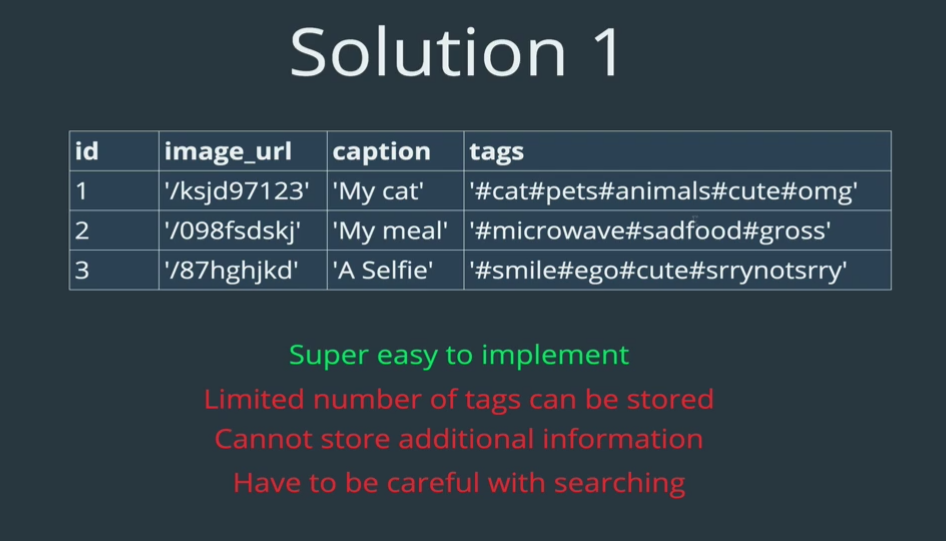 Solution 1
id image_url caption tags
1 '/ksjd97123' 'My cat' '#cat#pets#animals#cute#omg'
2 '/098fsdskj' 'My meal' '#microwave#sadfood#gross'
3 '/87hghjkd' 'A Selfie' '#smile#ego#cute#srrynotsrry'
Super easy to implement
Limited number of tags can be stored
Cannot store additional information
Have to be careful with searching